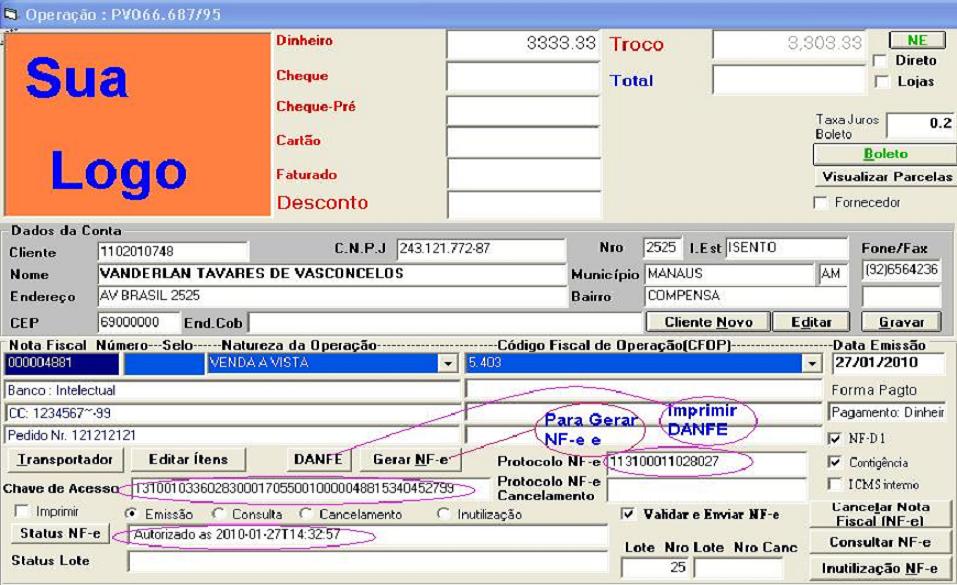 Operação : PV066.687/95
Sua
Logo
Dinheiro 3333.33 Troco 3,303.33 NE
Direto
Cheque Total Lojas
Cheque-Pré
Taxa Juros Boleto 0.2
Cartão
Boleto
Faturado Visualizar Parcelas
Desconto Fornecedor
Dados da Conta
Cliente 1102010748 C.N.P.J 243.121.772-87 Nro 2525 I.Est ISENTO Fone/Fax
Nome VANDERLAN TAVARES DE VASCONCELOS Município MANAUS AM (92)6564236
Endereço AV BRASIL 2525 Bairro COMPENSA
CEP 69000000 End.Cob Cliente Novo Editar Gravar
Nota Fiscal Número---Selo-----Natureza da Operação----Código Fiscal de Operação(CFOP)----Data Emissão
000004881 VENDA A VISTA 5.403 27/01/2010
Banco : Intelectual Forma Pagto
CC: 1234567~-99 Pagamento: Dinheir
Pedido Nr. 121212121
Para Gerar NF-e e
Imprimir DANFE
NF-D1
Transportador Editar Ítens DANFE Gerar NF-e Protocolo NF-e 113100011028027 Contigência
Chave de Acesso Protocolo NF-e Cancelamento ICMS interno
Imprimir Emissão Consulta Cancelamento Inutilização Validar e Enviar NF-e Cancelar Nota Fiscal (NF-e)
Status NF-e Autorizado as 2010-01-27T14:32:57 Consultar NF-e
Lote Nro Lote Nro Canc
Status Lote 25 Inutilização NF-e